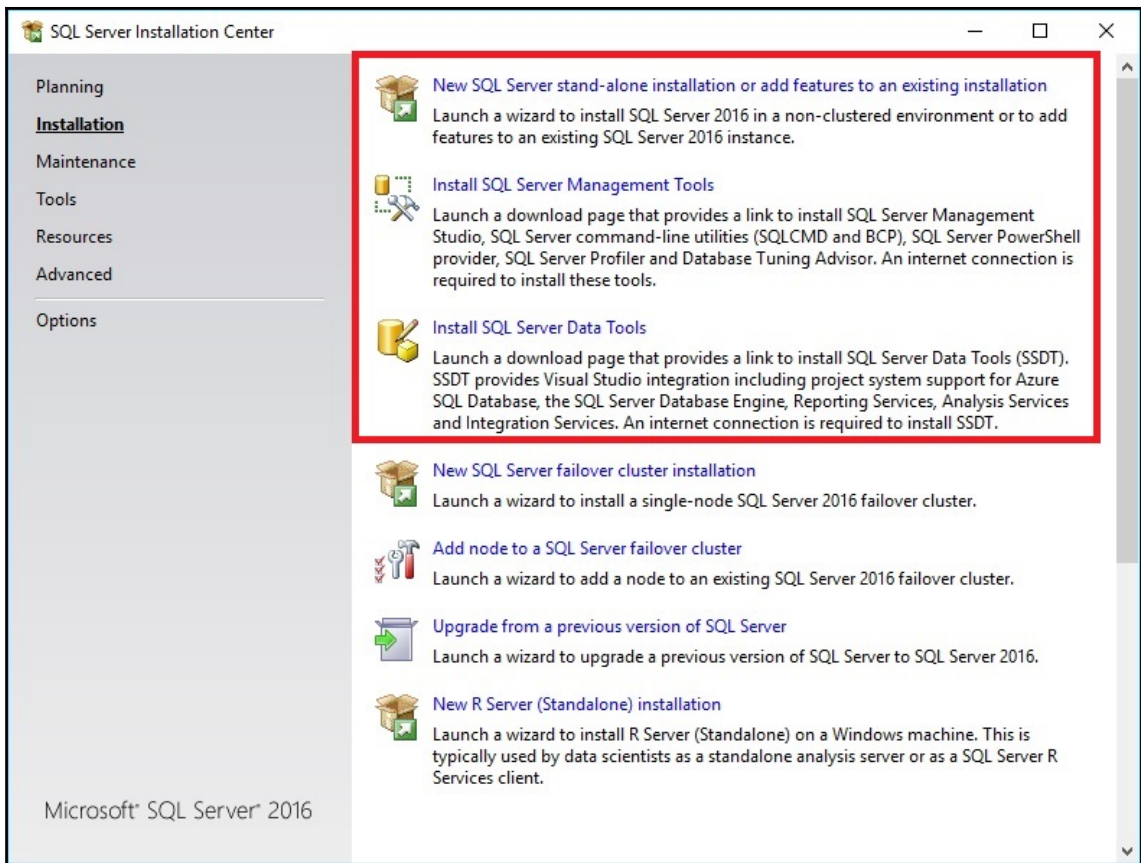 SQL Server Installation Center
Planning
Installation
Maintenance
Tools
Resources
Advanced
Options
Microsoft® SQL Server® 2016
New SQL Server stand-alone installation or add features to an existing installation
Launch a wizard to install SQL Server 2016 in a non-clustered environment or to add
features to an existing SQL Server 2016 instance.
Install SQL Server Management Tools
Launch a download page that provides a link to install SQL Server Management
Studio, SQL Server command-line utilities (SQLCMD and BCP), SQL Server PowerShell
provider, SQL Server Profiler and Database Tuning Advisor. An internet connection is
required to install these tools.
Install SQL Server Data Tools
Launch a download page that provides a link to install SQL Server Data Tools (SSDT).
SSDT provides Visual Studio integration including project system support for Azure
SQL Database, the SQL Server Database Engine, Reporting Services, Analysis Services
and Integration Services. An internet connection is required to install SSDT.
New SQL Server failover cluster installation
Launch a wizard to install a single-node SQL Server 2016 failover cluster.
Add node to a SQL Server failover cluster
Launch a wizard to add a node to an existing SQL Server 2016 failover cluster.
Upgrade from a previous version of SQL Server
Launch a wizard to upgrade a previous version of SQL Server to SQL Server 2016.
New R Server (Standalone) installation
Launch a wizard to install R Server (Standalone) on a Windows machine. This is
typically used by data scientists as a standalone analysis server or as a SQL Server R
Services client.